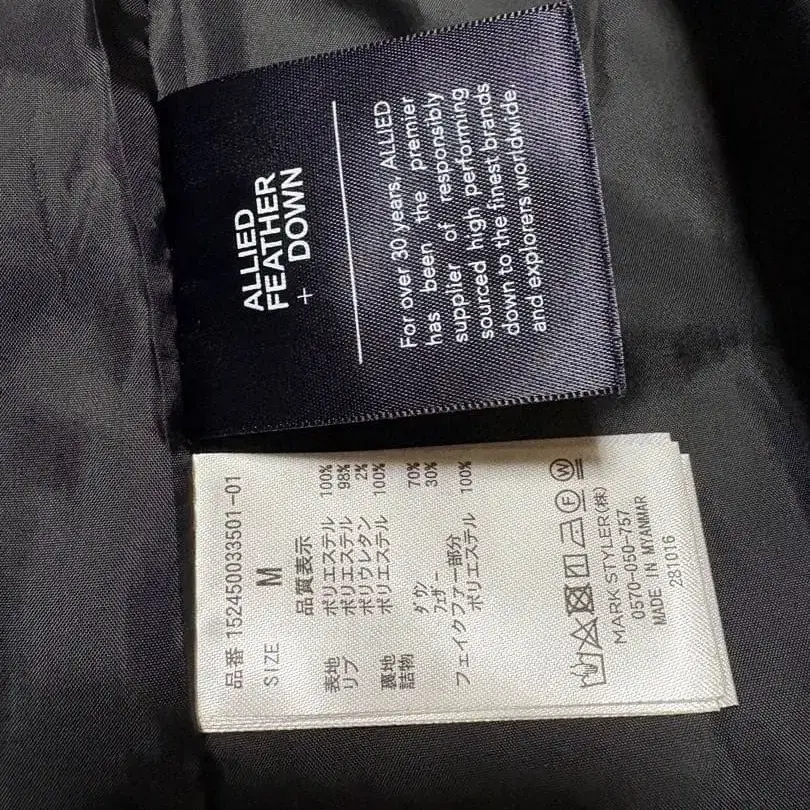 ALLIED
FEATHER
+ DOWN
For over 30 years, ALLIED
has been the premier
supplier of responsibly
sourced high performing
down to the finest brands
and explorers worldwide.
品番 152450033501-01
SIZE M
品質表示
表地 ポリエステル 100%
リブ ポリエステル 98%
ポリウレタン 2%
裏地 ポリエステル 100%
詰物
ダウン 70%
フェザー 30%
フェイクファー部分
ポリエステル 100%
MARK STYLER(株)
0570-050-757
MADE IN MYANMAR
281016